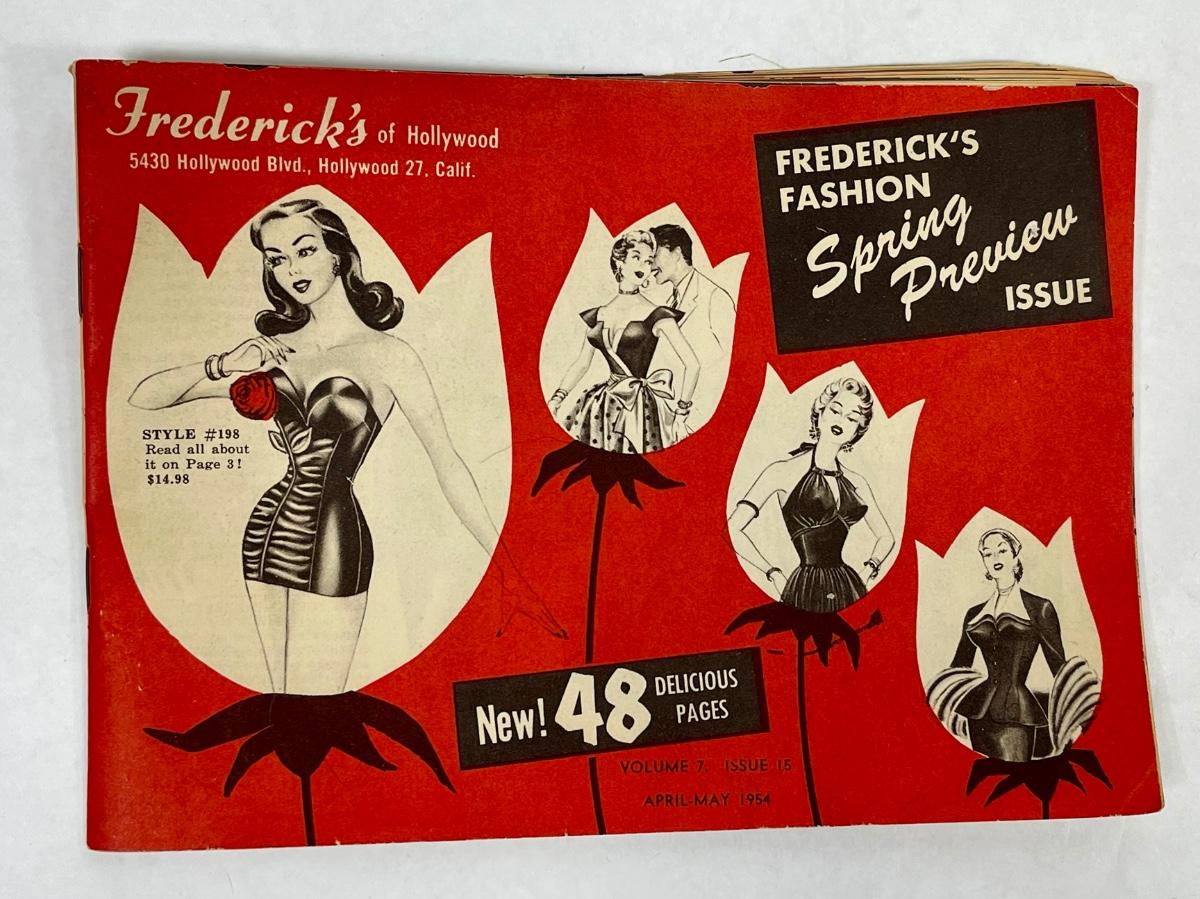 Frederick's of Hollywood
5430 Hollywood Blvd., Hollywood 27, Calif.
FREDERICK'S
FASHION
Spring
Preview
ISSUE
STYLE #198
Read all about
it on Page 3!
$14.98
New! 48 DELICIOUS
PAGES
VOLUME 7. ISSUE 15
APRIL-MAY 1954